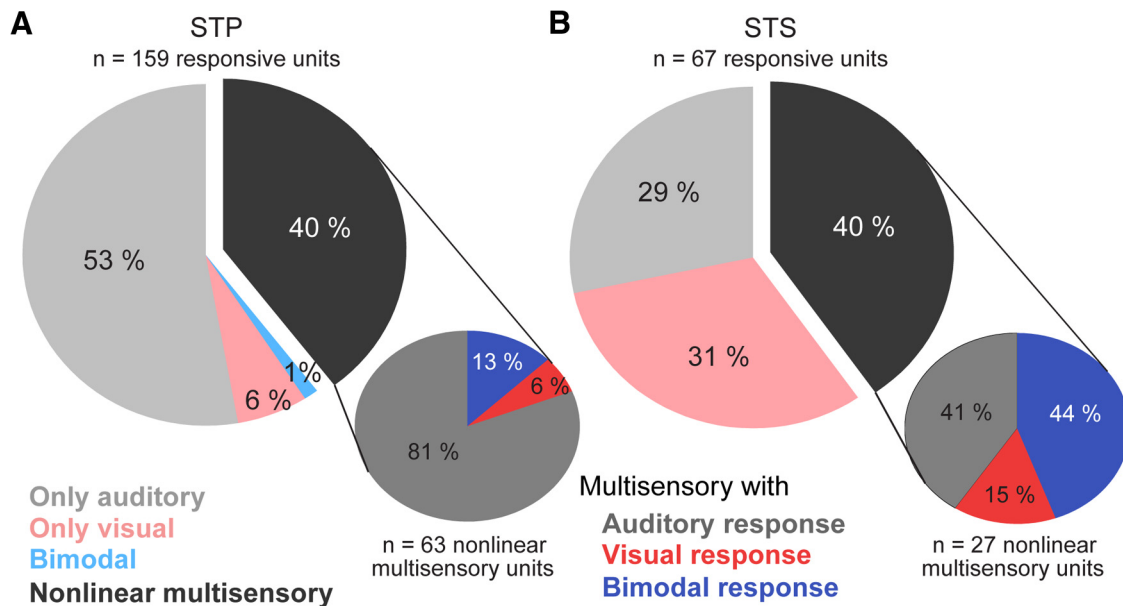 A
STP
n = 159 responsive units
40 %
53 %
1%
6 %
13 %
6 %
81 %
n = 63 nonlinear
multisensory units
Only auditory
Only visual
Bimodal
Nonlinear multisensory
B
STS
n = 67 responsive units
29 %
40 %
31 %
41 %
44 %
15 %
n = 27 nonlinear
multisensory units
Multisensory with
Auditory response
Visual response
Bimodal response